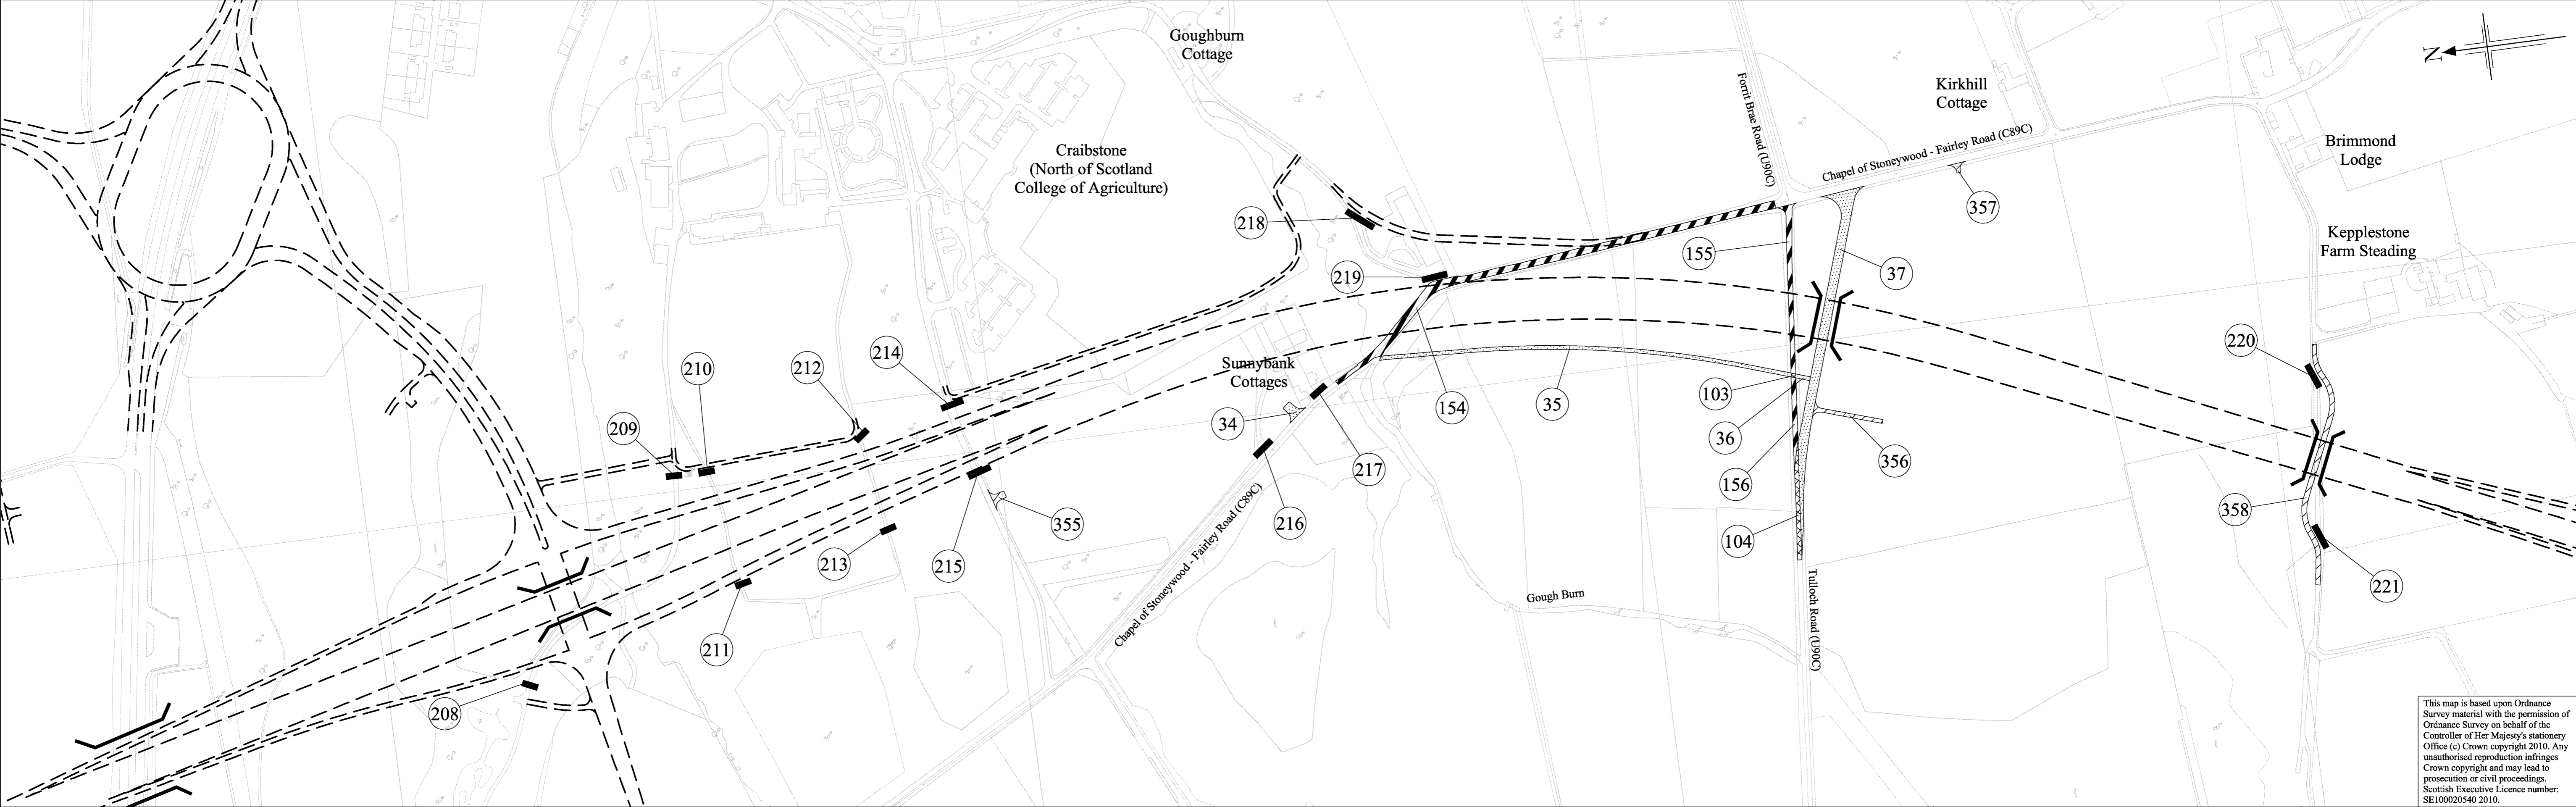 Goughburn
Cottage
N
Kirkhill
Cottage
Forrit Brae Road (U90C)
Chapel of Stoneywood - Fairley Road (C89C)
Brimmond
Lodge
Craibstone
(North of Scotland
College of Agriculture)
357
218
155
Kepplestone
Farm Steading
219
37
220
214
212
210
Sunnybank
Cottages
103
154
35
34
209
36
356
217
156
358
355
216
104
213
215
221
Chapel of Stoneywood - Fairley Road (C89C)
Gough Burn
Tulloch Road (U90C)
211
208
This map is based upon Ordnance
Survey material with the permission of
Ordnance Survey on behalf of the
Controller of Her Majesty's stationery
Office (c) Crown copyright 2010. Any
unauthorised reproduction infringes
Crown copyright and may lead to
prosecution or civil proceedings.
Scottish Executive Licence number:
SE100020540 2010.